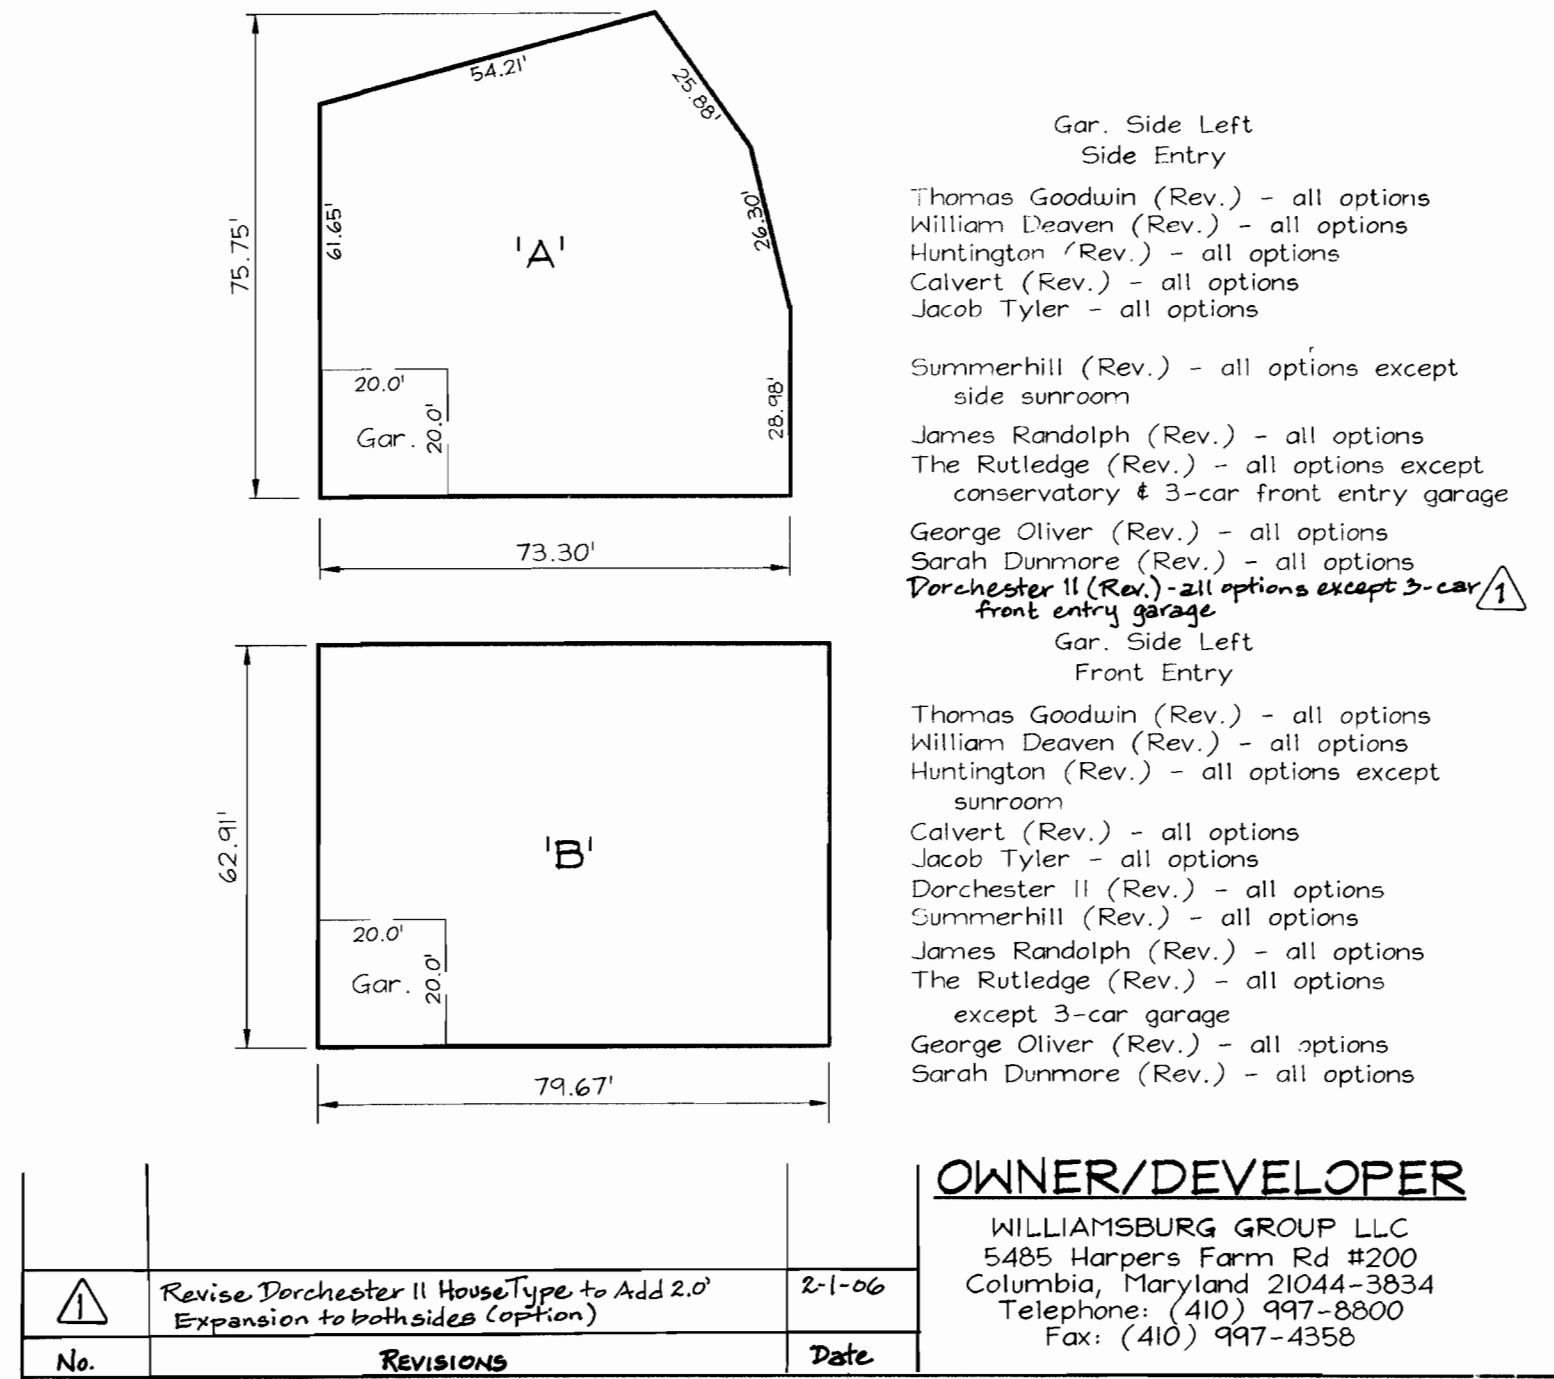 54.21'
25.88'
75.75'
61.65'
'A'
26.30'
20.0'
Gar.
20.0'
28.98'
73.30'
Gar. Side Left
Side Entry
Thomas Goodwin (Rev.) - all options
William Deaven (Rev.) - all options
Huntington (Rev.) - all options
Calvert (Rev.) - all options
Jacob Tyler - all options
Summerhill (Rev.) - all options except
side sunroom
James Randolph (Rev.) - all options
The Rutledge (Rev.) - all options except
conservatory & 3-car front entry garage
George Oliver (Rev.) - all options
Sarah Dunmore (Rev.) - all options
Dorchester II (Rev.) - all options except 3-car 1
front entry garage
62.91'
'B'
20.0'
Gar.
20.0'
79.67'
Gar. Side Left
Front Entry
Thomas Goodwin (Rev.) - all options
William Deaven (Rev.) - all options
Huntington (Rev.) - all options except
sunroom
Calvert (Rev.) - all options
Jacob Tyler - all options
Dorchester II (Rev.) - all options
Summerhill (Rev.) - all options
James Randolph (Rev.) - all options
The Rutledge (Rev.) - all options
except 3-car garage
George Oliver (Rev.) - all options
Sarah Dunmore (Rev.) - all options
1 Revise Dorchester II House Type to Add 2.0' 2-1-06
Expansion to both sides (option)
No. REVISIONS Date
OWNER/DEVELOPER
WILLIAMSBURG GROUP LLC
5485 Harpers Farm Rd #200
Columbia, Maryland 21044-3834
Telephone: (410) 997-8800
Fax: (410) 997-4358